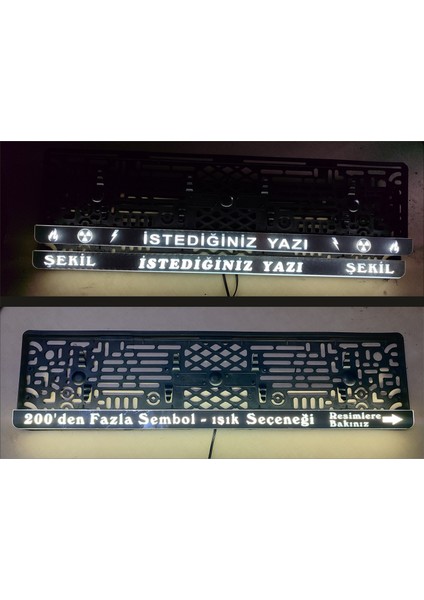 İSTEDİĞİNİZ YAZI
ŞEKİL İSTEDİĞİNİZ YAZI ŞEKİL
200'den Fazla Sembol - ışık Seçeneği Resimlere
Bakınız